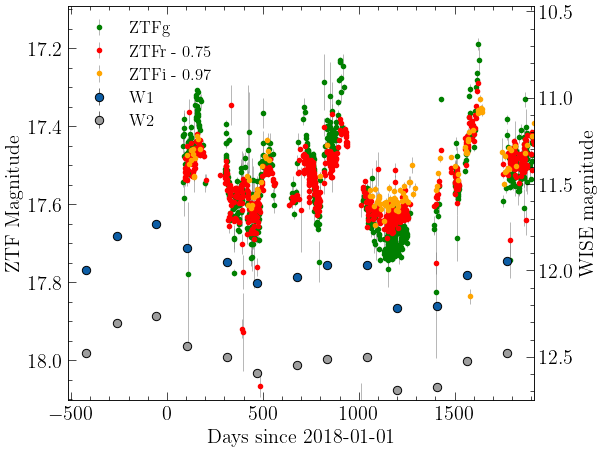 ZTFg
ZTFr - 0.75
ZTFi - 0.97
W1
W2
17.2
17.4
17.6
17.8
18.0
ZTF Magnitude
10.5
11.0
11.5
12.0
12.5
WISE magnitude
−500
0
500
1000
1500
Days since 2018-01-01